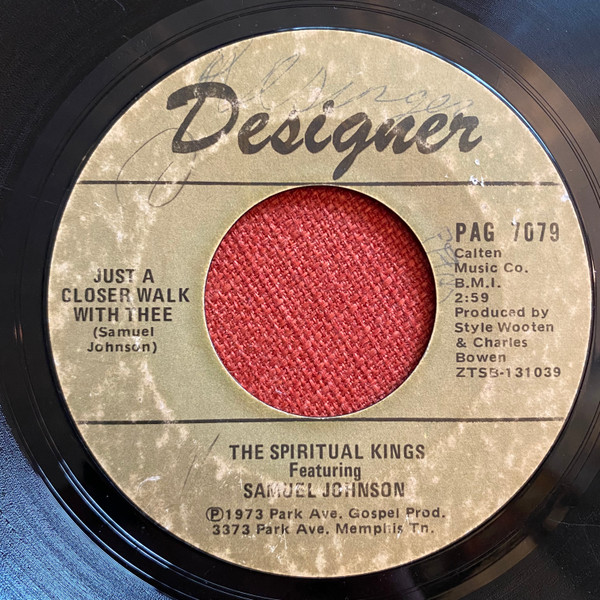 Designer
JUST A
CLOSER WALK
WITH THEE
(Samuel
Johnson)
PAG 7079
Calten
Music Co.
B.M.I.
2:59
Produced by
Style Wooten
& Charles
Bowen
ZTSB-131039
THE SPIRITUAL KINGS
Featuring
SAMUEL JOHNSON
℗1973 Park Ave. Gospel Prod.
3373 Park Ave. Memphis Tn.